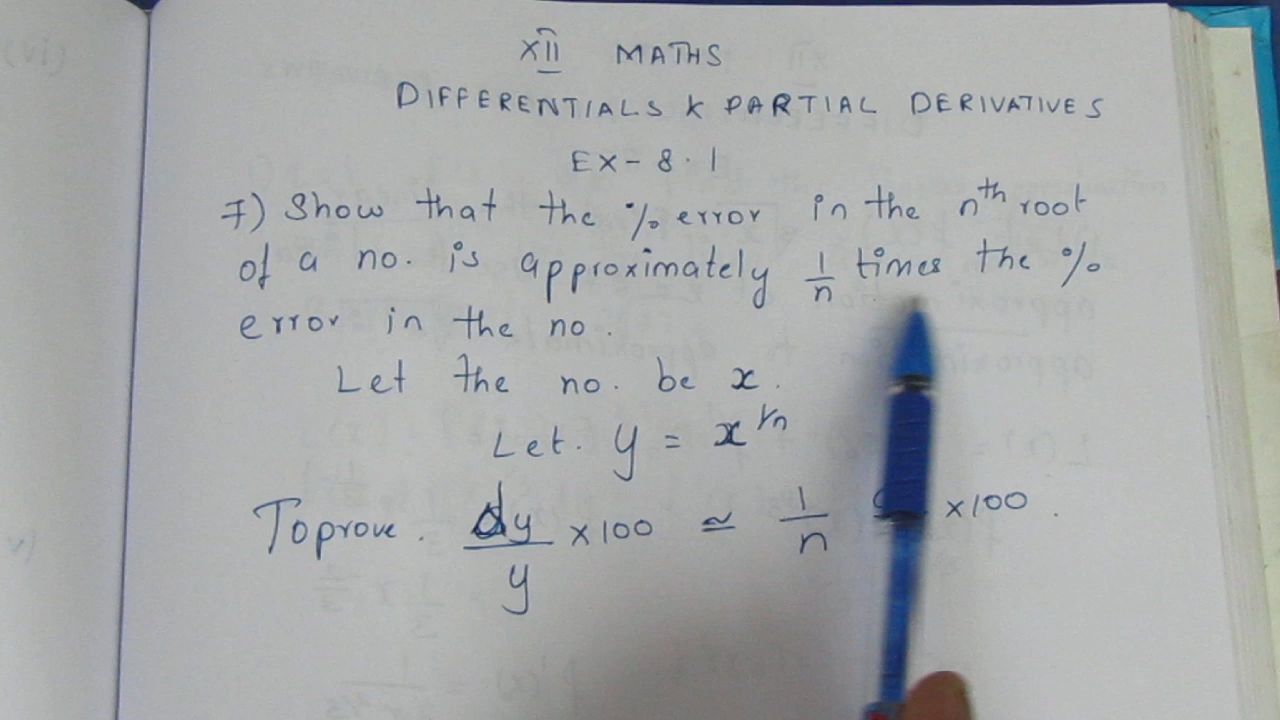 XII MATHS
DIFFERENTIALS & PARTIAL DERIVATIVES
EX-8.1
7) Show that the % error in the nth root
of a no. is approximately 1/n times the %
error in the no.
Let the no. be x.
Let. y = x^1/n
To prove. dy/y ×100 ≃ 1/n ×100.